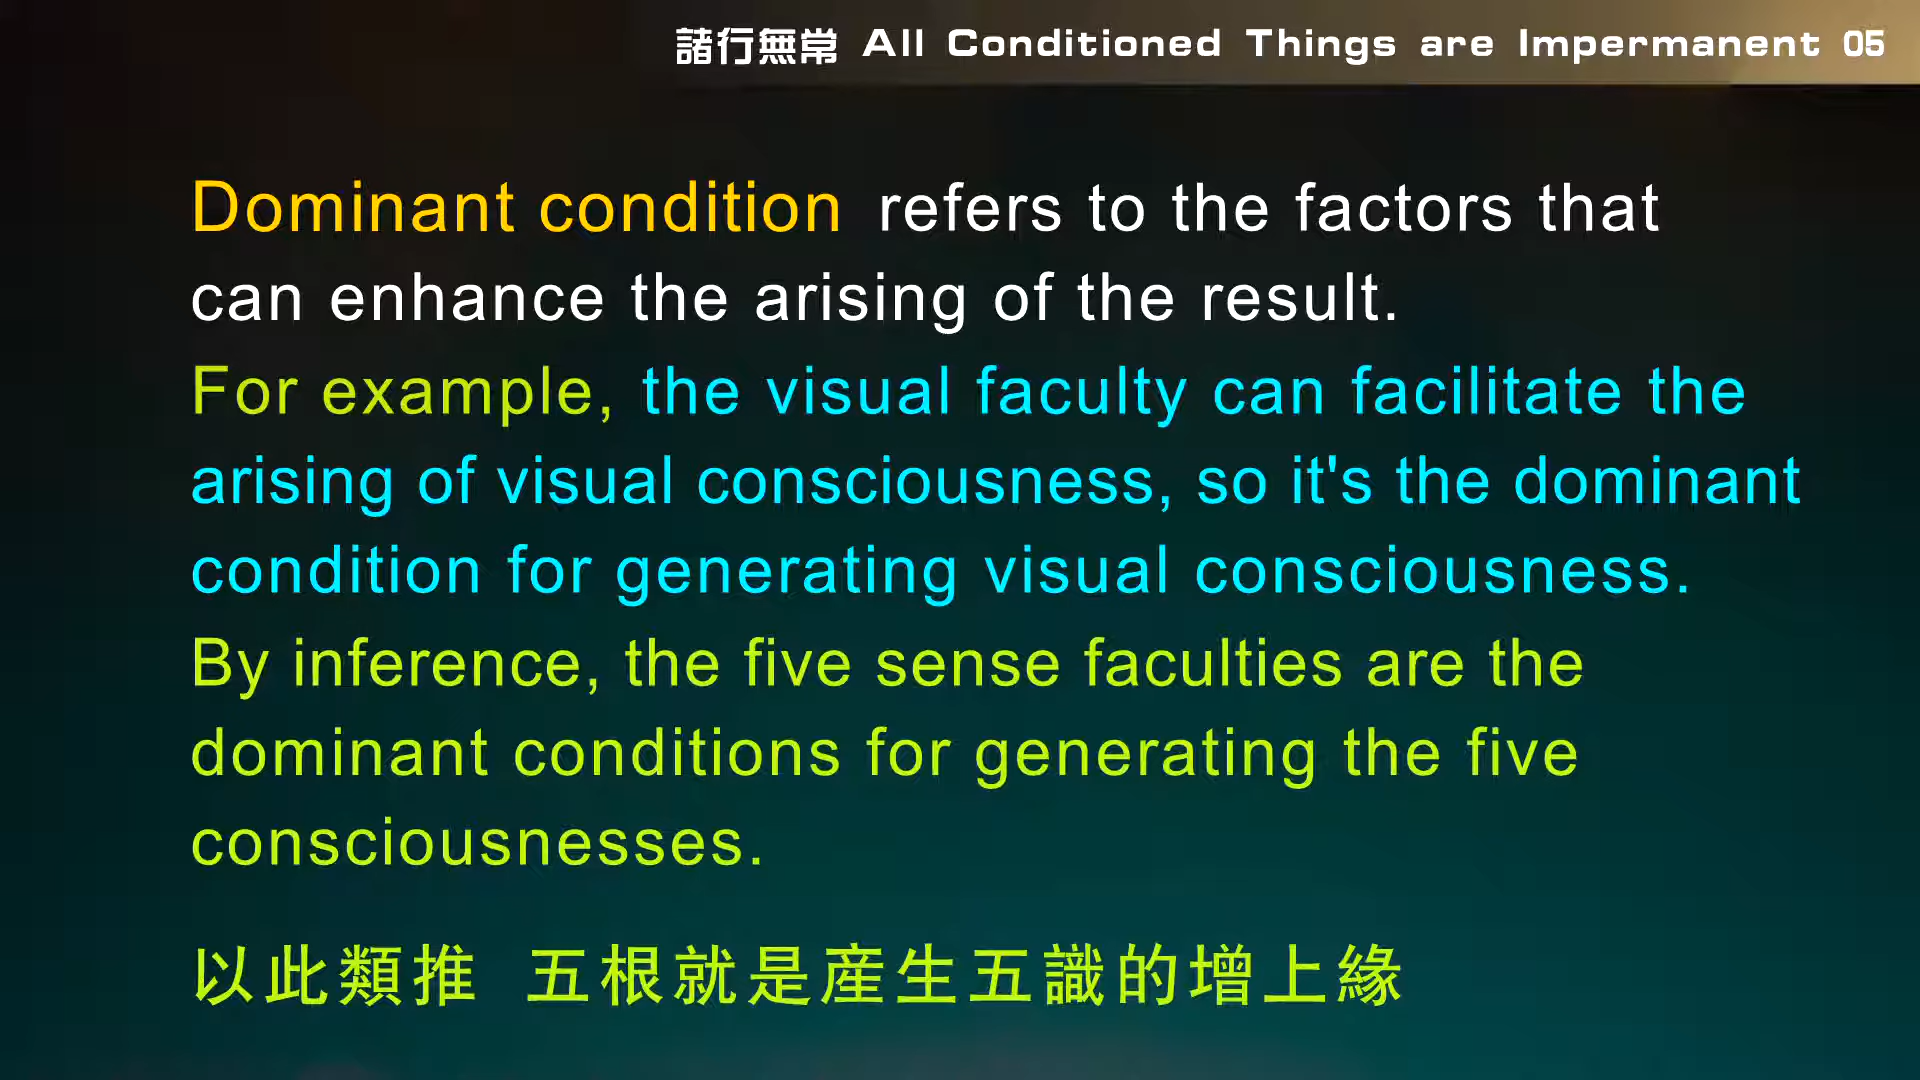 諸行無常 All Conditioned Things are Impermanent 05
Dominant condition refers to the factors that
can enhance the arising of the result.
For example, the visual faculty can facilitate the
arising of visual consciousness, so it's the dominant
condition for generating visual consciousness.
By inference, the five sense faculties are the
dominant conditions for generating the five
consciousnesses.
以此類推 五根就是產生五識的增上緣